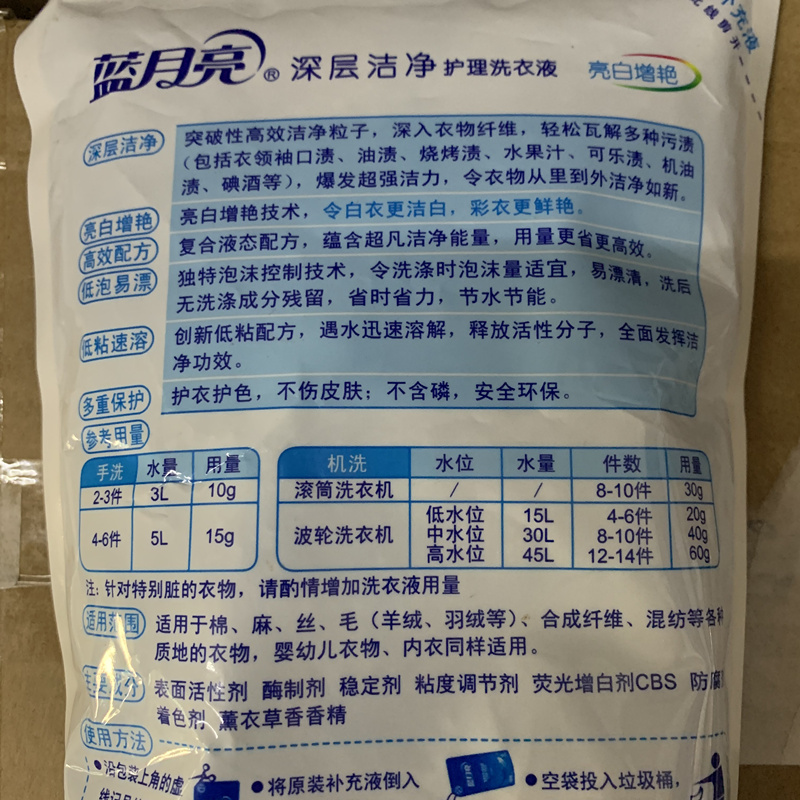 补充液
蓝月亮® 深层洁净 护理洗衣液 亮白增艳
深层洁净 突破性高效洁净粒子，深入衣物纤维，轻松瓦解多种污渍
（包括衣领袖口渍、油渍、烧烤渍、水果汁、可乐渍、机油
渍、碘酒等），爆发超强洁力，令衣物从里到外洁净如新。
亮白增艳 亮白增艳技术，令白衣更洁白，彩衣更鲜艳。
高效配方 复合液态配方，蕴含超凡洁净能量，用量更省更高效。
低泡易漂 独特泡沫控制技术，令洗涤时泡沫量适宜，易漂清，洗后
无洗涤成分残留，省时省力，节水节能。
低粘速溶 创新低粘配方，遇水迅速溶解，释放活性分子，全面发挥洁
净功效。
多重保护 护衣护色，不伤皮肤；不含磷，安全环保。
参考用量
手洗 水量 用量
2-3件 3L 10g
4-6件 5L 15g
机洗 水位 水量 件数 用量
滚筒洗衣机 / / 8-10件 30g
波轮洗衣机
低水位 15L 4-6件 20g
中水位 30L 8-10件 40g
高水位 45L 12-14件 60g
注：针对特别脏的衣物，请酌情增加洗衣液用量
适用范围 适用于棉、麻、丝、毛（羊绒、羽绒等）、合成纤维、混纺等各种
质地的衣物，婴幼儿衣物、内衣同样适用。
主要成分 表面活性剂 酶制剂 稳定剂 粘度调节剂 荧光增白剂CBS 防腐
着色剂 薰衣草香香精
使用方法
●沿包装上角的虚
●将原装补充液倒入
●空袋投入垃圾桶，